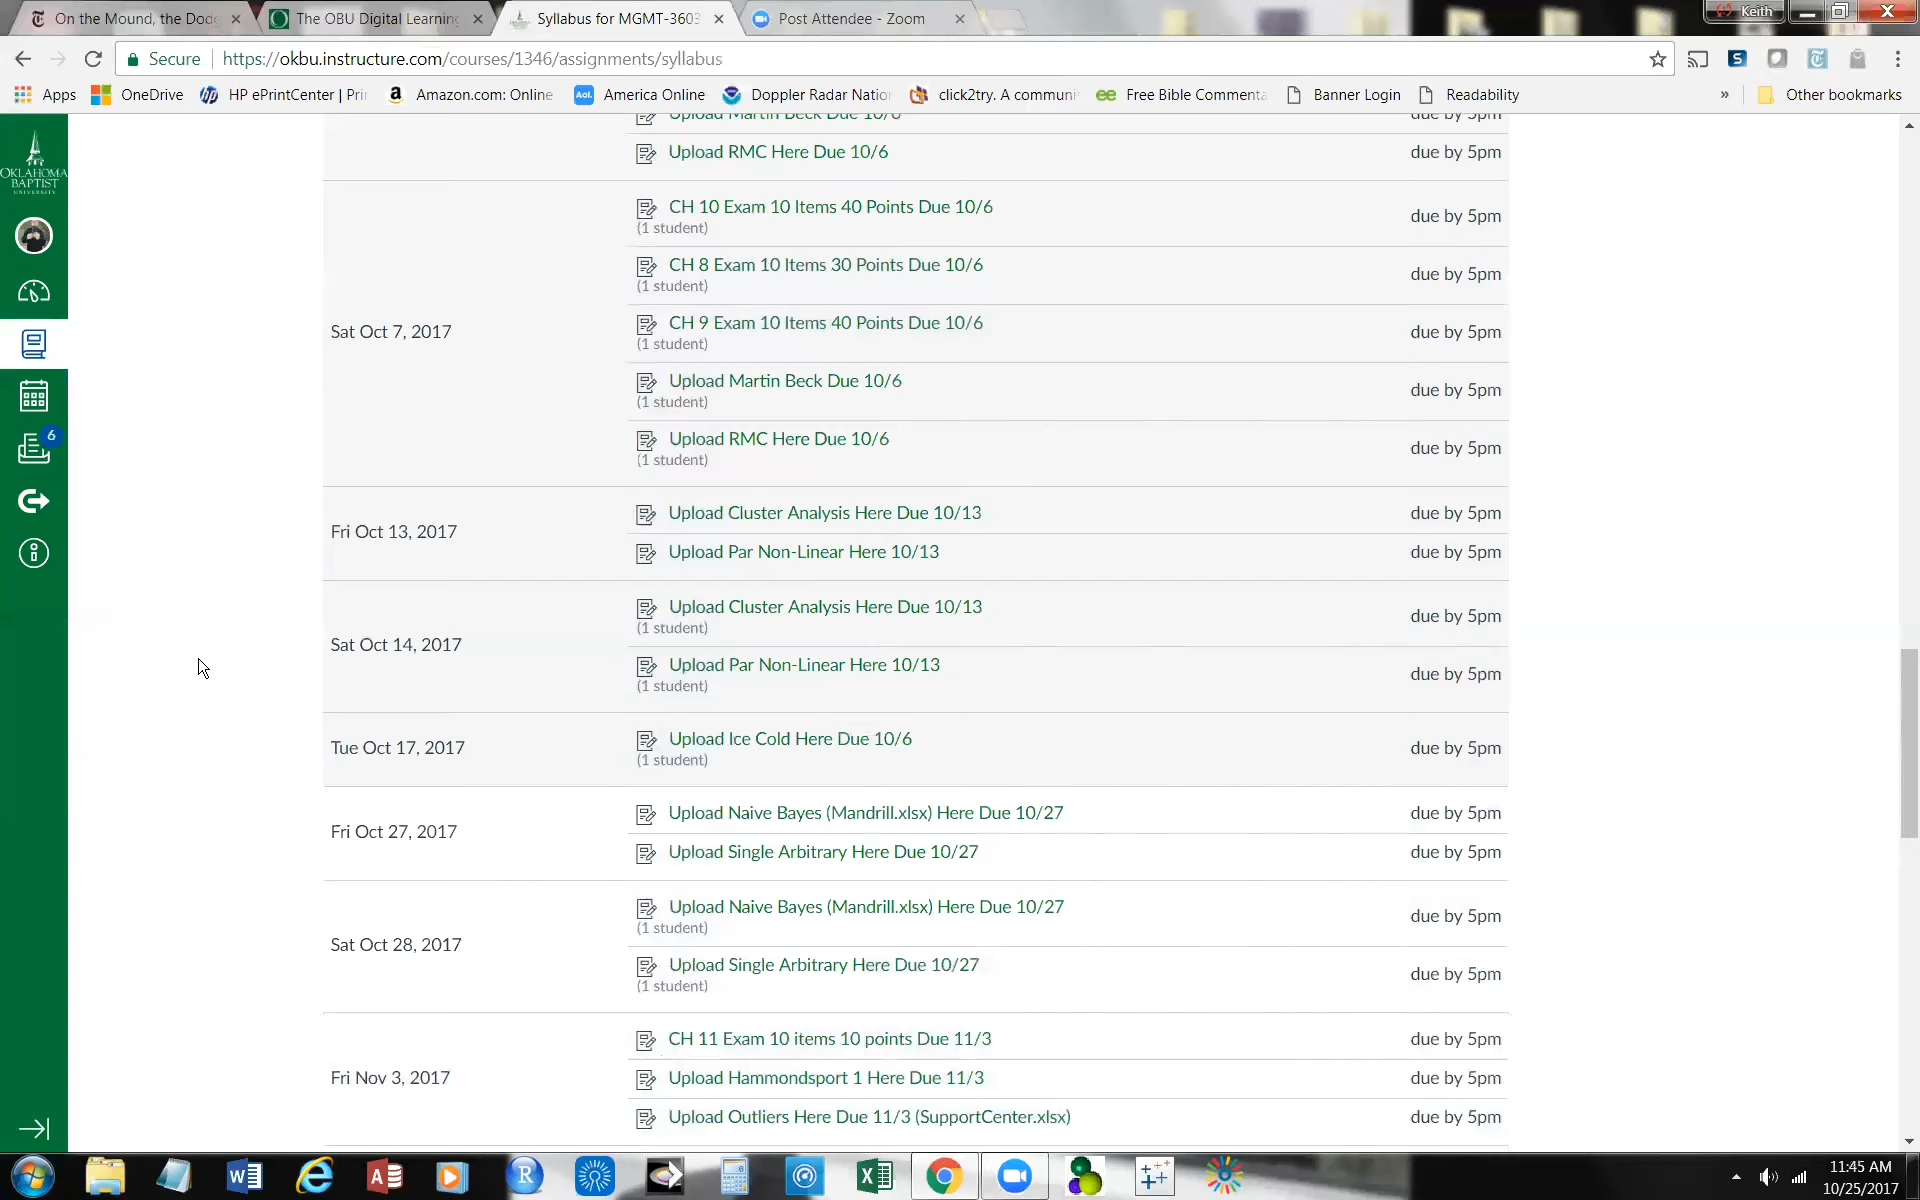 On the Mound, the Dod
The OBU Digital Learning
Syllabus for MGMT-3603
Post Attendee - Zoom
Keith
Secure
https://okbu.instructure.com/courses/1346/assignments/syllabus
Apps
OneDrive
HP ePrintCenter | Pri
Amazon.com: Online
Aol.
America Online
Doppler Radar Natio
click2try. A communi
Free Bible Commenta
Banner Login
Readability
»
Other bookmarks
OKLAHOMA
BAPTIST
UNIVERSITY
6
Upload Martin Beck Due 10/6
due by 5pm
Upload RMC Here Due 10/6
due by 5pm
Sat Oct 7, 2017
CH 10 Exam 10 Items 40 Points Due 10/6
(1 student)
due by 5pm
CH 8 Exam 10 Items 30 Points Due 10/6
(1 student)
due by 5pm
CH 9 Exam 10 Items 40 Points Due 10/6
(1 student)
due by 5pm
Upload Martin Beck Due 10/6
(1 student)
due by 5pm
Upload RMC Here Due 10/6
(1 student)
due by 5pm
Fri Oct 13, 2017
Upload Cluster Analysis Here Due 10/13
due by 5pm
Upload Par Non-Linear Here 10/13
due by 5pm
Sat Oct 14, 2017
Upload Cluster Analysis Here Due 10/13
(1 student)
due by 5pm
Upload Par Non-Linear Here 10/13
(1 student)
due by 5pm
Tue Oct 17, 2017
Upload Ice Cold Here Due 10/6
(1 student)
due by 5pm
Fri Oct 27, 2017
Upload Naive Bayes (Mandrill.xlsx) Here Due 10/27
due by 5pm
Upload Single Arbitrary Here Due 10/27
due by 5pm
Sat Oct 28, 2017
Upload Naive Bayes (Mandrill.xlsx) Here Due 10/27
(1 student)
due by 5pm
Upload Single Arbitrary Here Due 10/27
(1 student)
due by 5pm
Fri Nov 3, 2017
CH 11 Exam 10 items 10 points Due 11/3
due by 5pm
Upload Hammondsport 1 Here Due 11/3
due by 5pm
Upload Outliers Here Due 11/3 (SupportCenter.xlsx)
due by 5pm
11:45 AM
10/25/2017